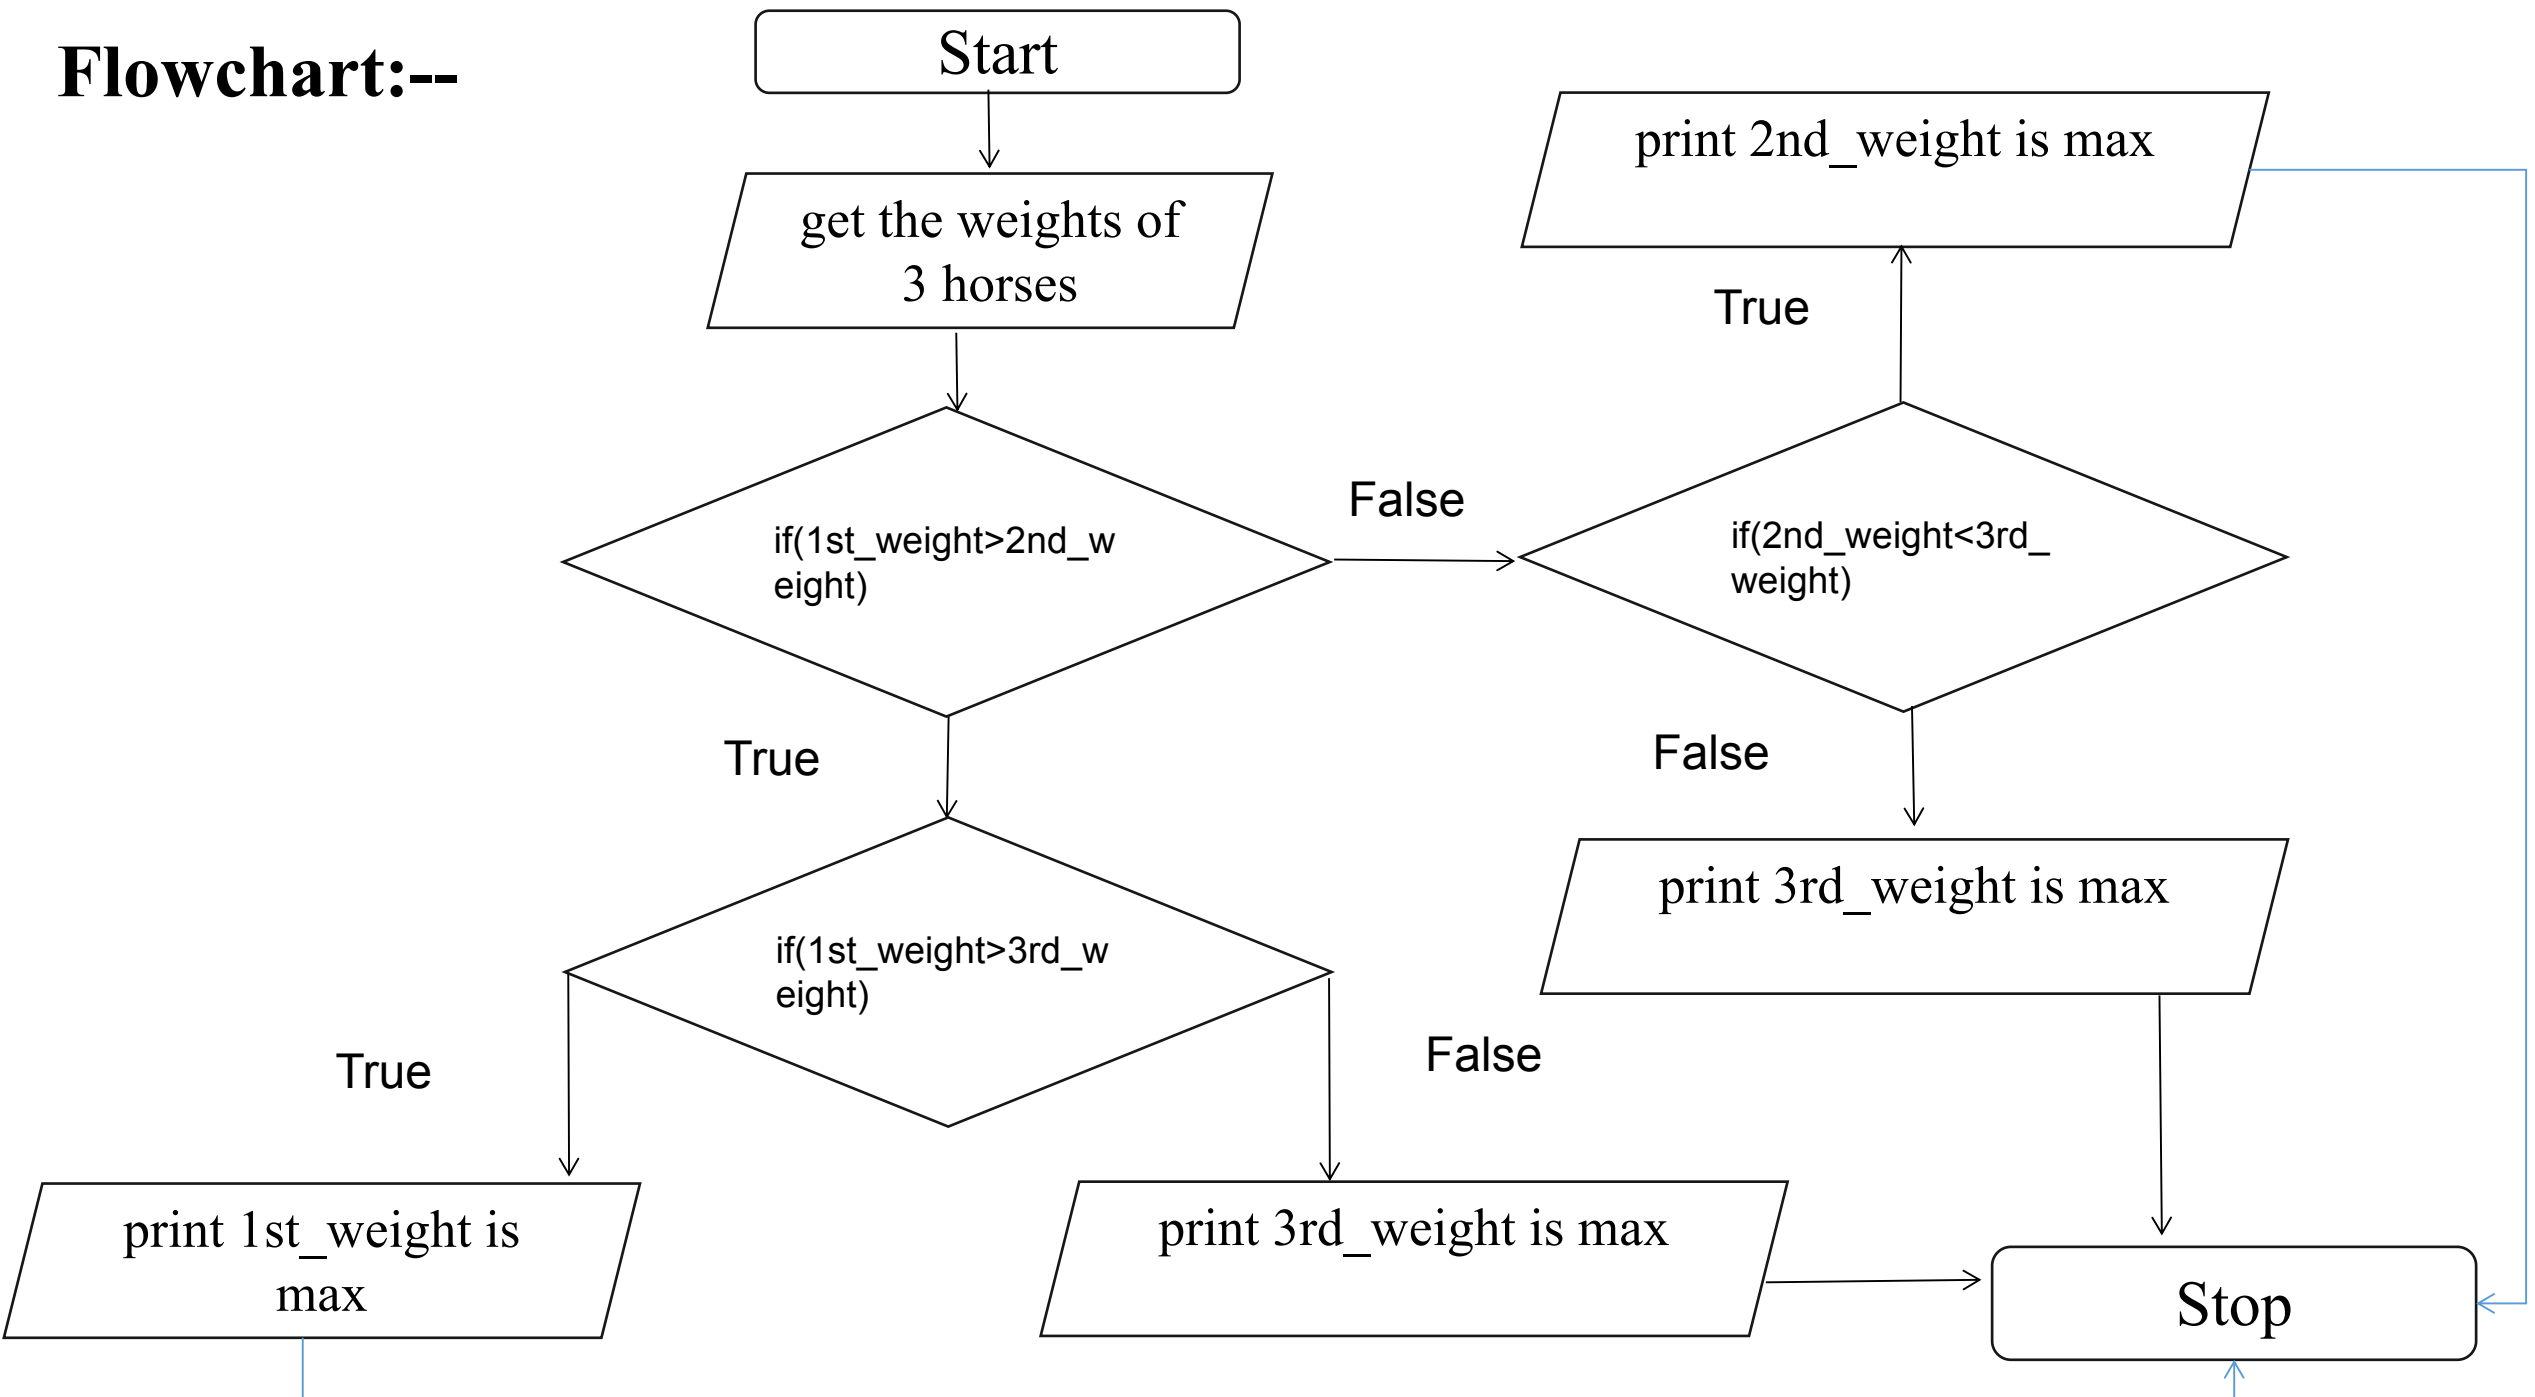 Flowchart:--
Start
get the weights of
3 horses
if(1st_weight>2nd_w
eight)
False
True
if(2nd_weight<3rd_
weight)
True
print 2nd_weight is max
False
print 3rd_weight is max
if(1st_weight>3rd_w
eight)
True
False
print 1st_weight is
max
print 3rd_weight is max
Stop